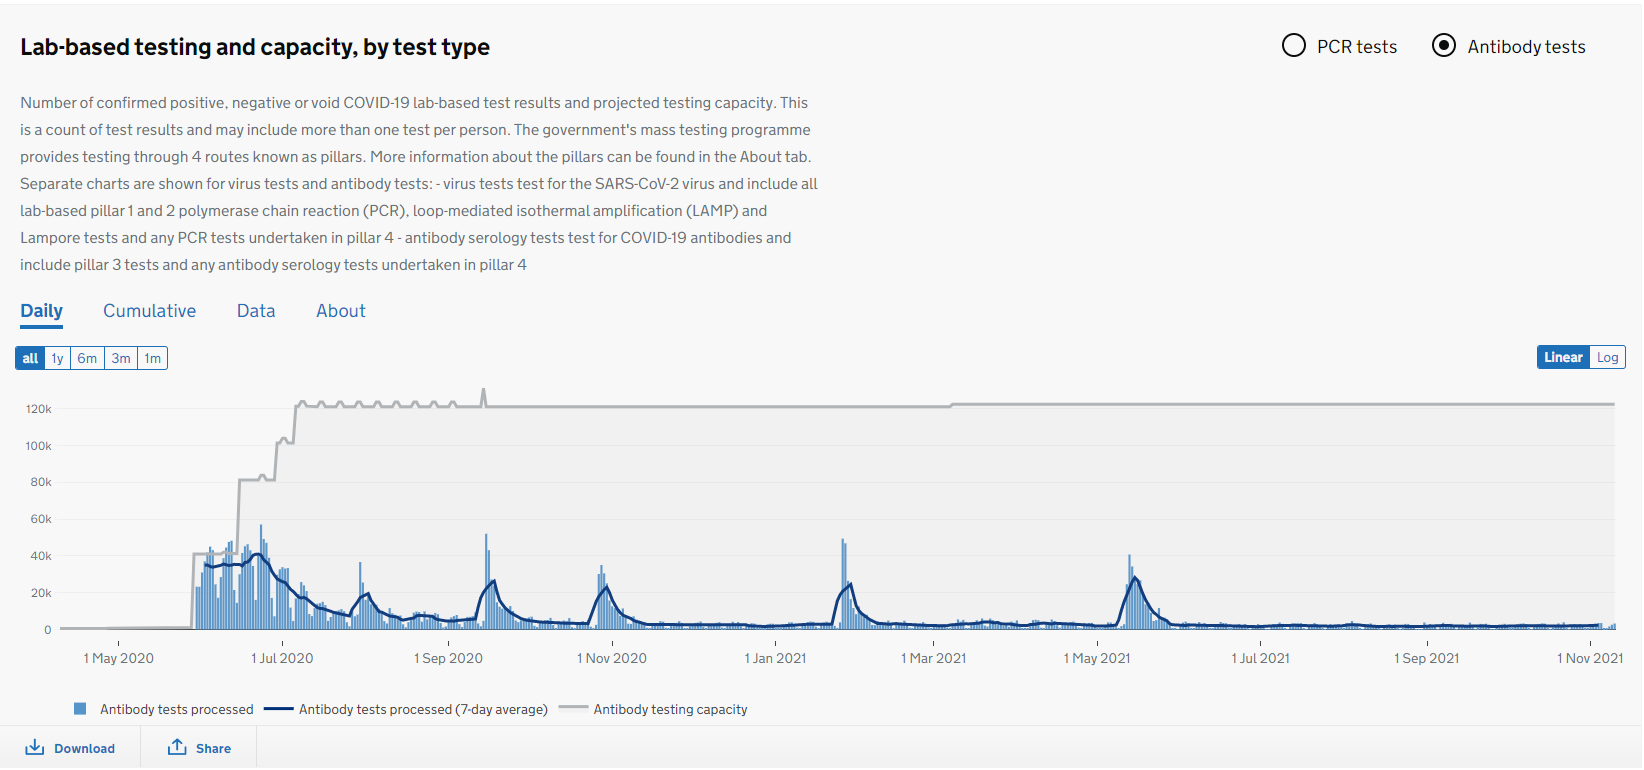 Lab-based testing and capacity, by test type
PCR tests
Antibody tests
Number of confirmed positive, negative or void COVID-19 lab-based test results and projected testing capacity. This
is a count of test results and may include more than one test per person. The government's mass testing programme
provides testing through 4 routes known as pillars. More information about the pillars can be found in the About tab.
Separate charts are shown for virus tests and antibody tests: - virus tests test for the SARS-CoV-2 virus and include all
lab-based pillar 1 and 2 polymerase chain reaction (PCR), loop-mediated isothermal amplification (LAMP) and
Lampore tests and any PCR tests undertaken in pillar 4 - antibody serology tests test for COVID-19 antibodies and
include pillar 3 tests and any antibody serology tests undertaken in pillar 4
Daily Cumulative Data About
all 1y 6m 3m 1m
Linear Log
120k
100k
80k
60k
40k
20k
0
1 May 2020 1 Jul 2020 1 Sep 2020 1 Nov 2020 1 Jan 2021 1 Mar 2021 1 May 2021 1 Jul 2021 1 Sep 2021 1 Nov 2021
Antibody tests processed Antibody tests processed (7-day average) Antibody testing capacity
Download Share